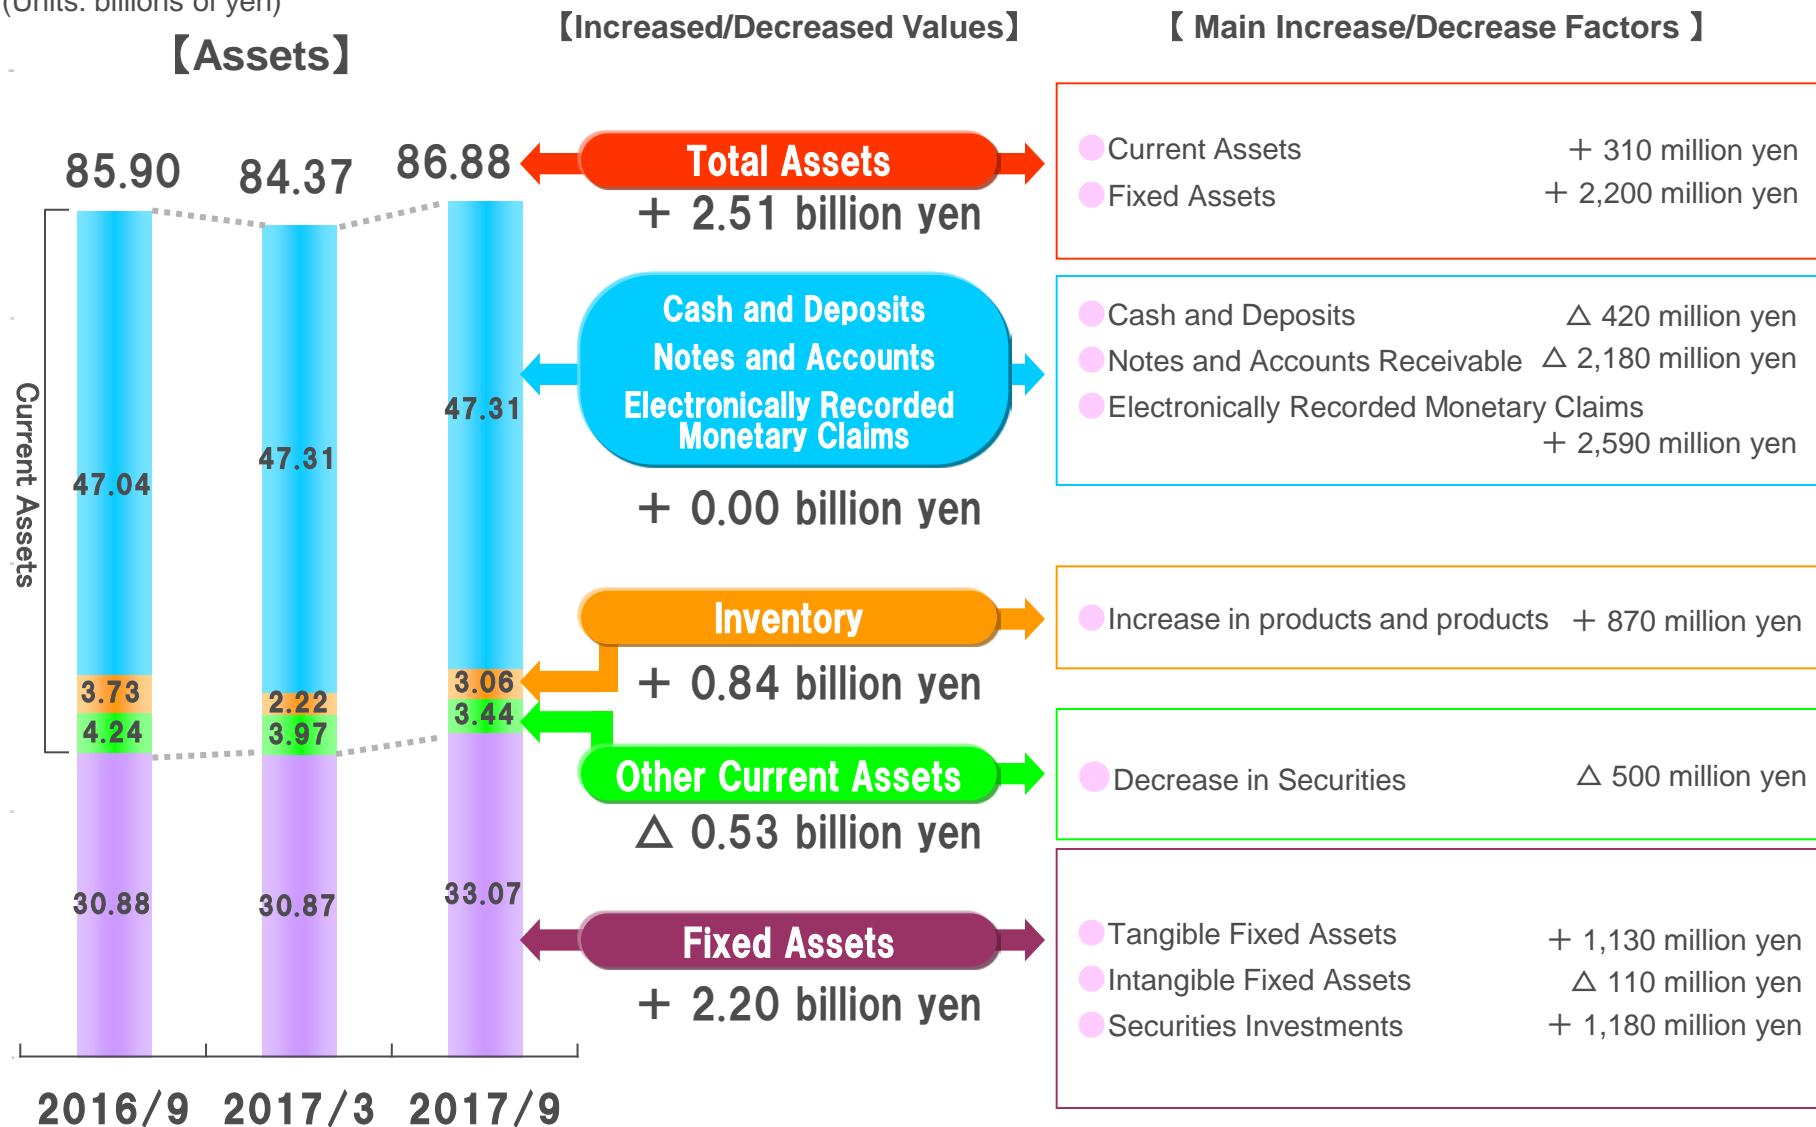 (Units: billions of yen)
【Assets】
【Increased/Decreased Values】
【 Main Increase/Decrease Factors 】
85.90
84.37
86.88
Current Assets
47.04
47.31
47.31
3.73
2.22
3.06
4.24
3.97
3.44
30.88
30.87
33.07
2016/9
2017/3
2017/9
Total Assets
+ 2.51 billion yen
Current Assets + 310 million yen
Fixed Assets + 2,200 million yen
Cash and Deposits
Notes and Accounts
Electronically Recorded
Monetary Claims
+ 0.00 billion yen
Cash and Deposits △ 420 million yen
Notes and Accounts Receivable △ 2,180 million yen
Electronically Recorded Monetary Claims
+ 2,590 million yen
Inventory
+ 0.84 billion yen
Increase in products and products + 870 million yen
Other Current Assets
△ 0.53 billion yen
Decrease in Securities △ 500 million yen
Fixed Assets
+ 2.20 billion yen
Tangible Fixed Assets + 1,130 million yen
Intangible Fixed Assets △ 110 million yen
Securities Investments + 1,180 million yen